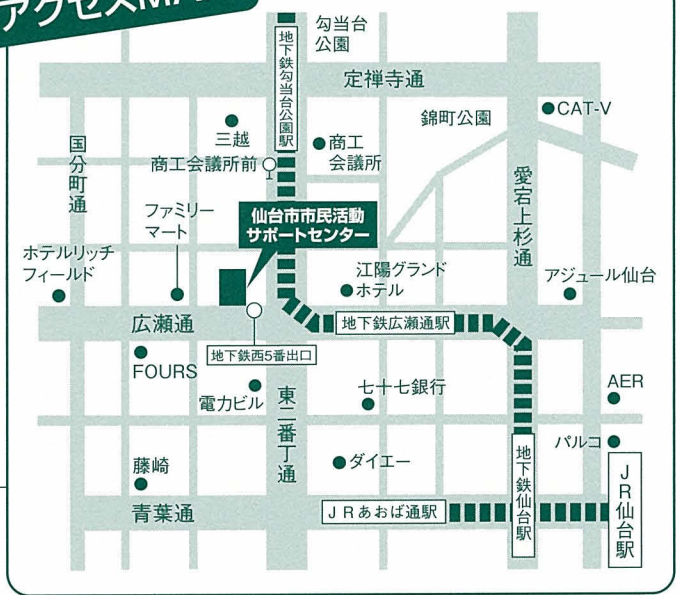 アクセスMA
勾当台
公園
地下鉄勾当台公園駅
定禅寺通
CAT-V
錦町公園
三越
商工
会議所
国分町通
商工会議所前
愛宕上杉通
ファミリー
マート
仙台市市民活動
サポートセンター
ホテルリッチ
フィールド
江陽グランド
ホテル
アジュール仙台
広瀬通
地下鉄広瀬通駅
地下鉄西5番出口
FOURS
電力ビル
東二番丁通
七十七銀行
AER
パルコ
藤崎
ダイエー
地下鉄仙台駅
JR仙台駅
青葉通
JRあおば通駅